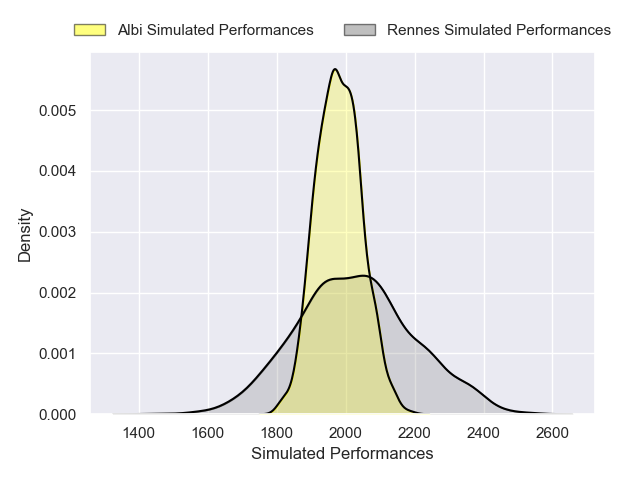 Albi Simulated Performances Rennes Simulated Performances
0.005
0.004
0.003
0.002
0.001
0.000
Density
1400 1600 1800 2000 2200 2400 2600
Simulated Performances